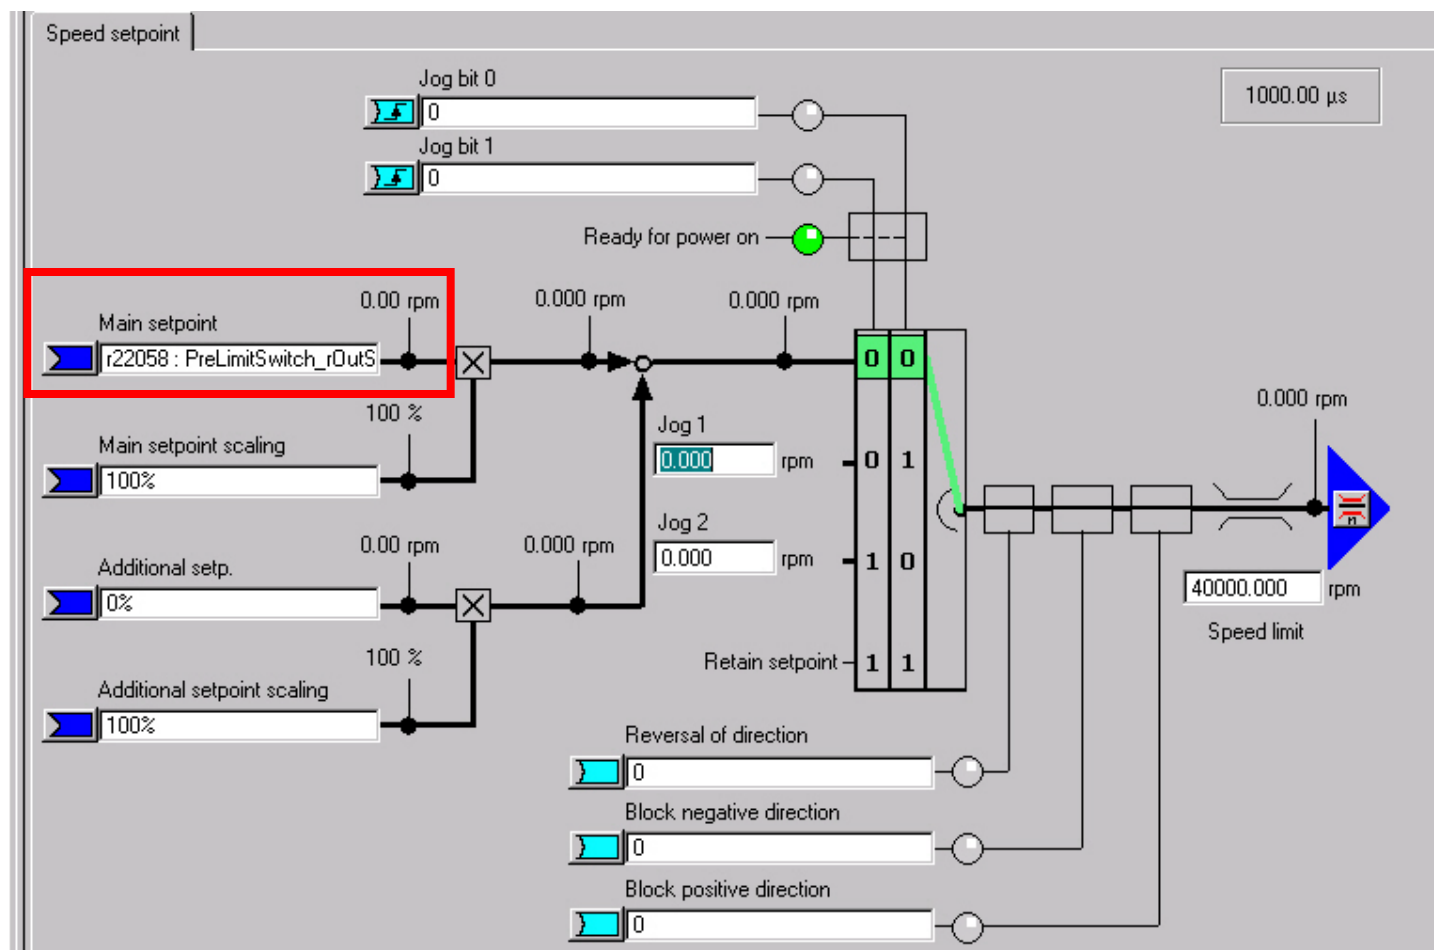 Speed setpoint
Jog bit 0
0
1000.00 µs
Jog bit 1
0
Ready for power on
0.00 rpm
0.000 rpm
0.000 rpm
Main setpoint
r22058 : PreLimitSwitch_rOutS
0 0
100 %
0.000 rpm
Main setpoint scaling
100%
Jog 1
0.000 rpm
0 1
Jog 2
0.000 rpm
1 0
0.00 rpm
0.000 rpm
Additional setp.
0%
40000.000 rpm
Speed limit
100 %
Retain setpoint
1 1
Additional setpoint scaling
100%
Reversal of direction
0
Block negative direction
0
Block positive direction
0